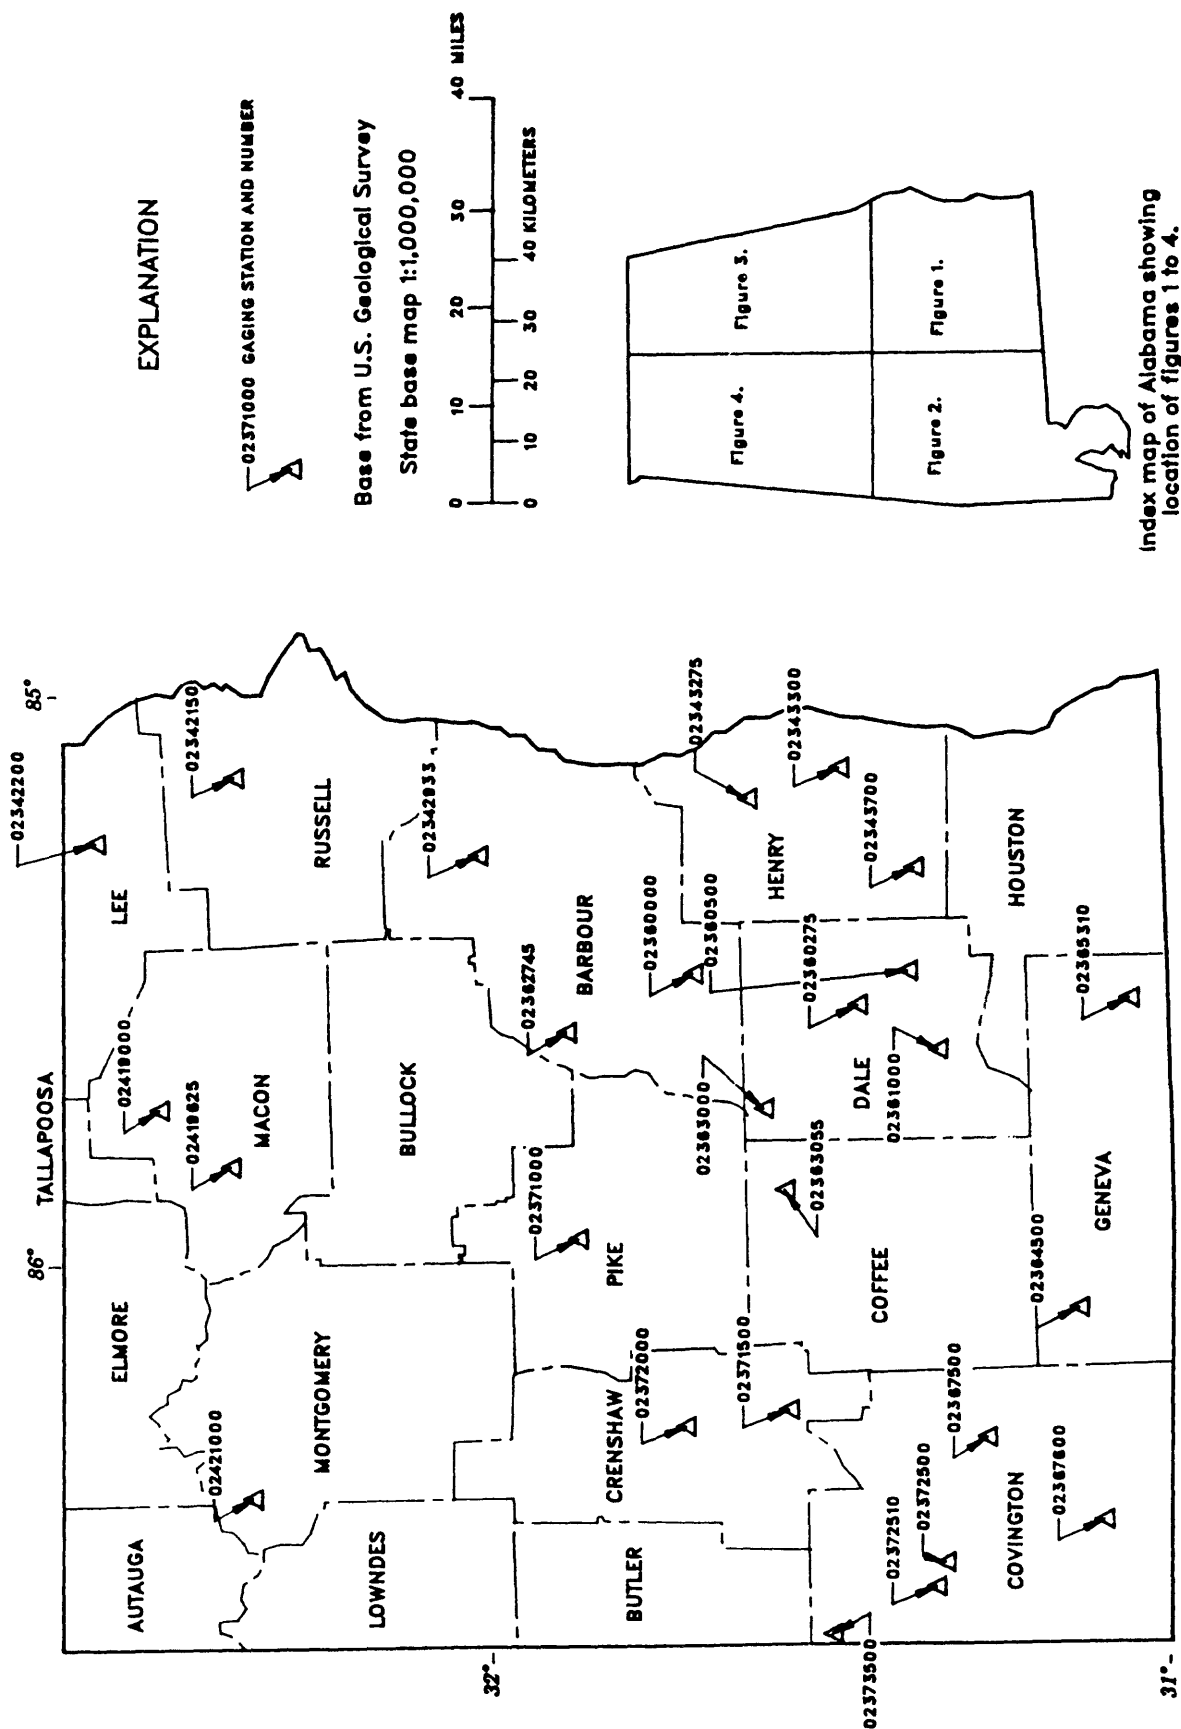 EXPLANATION
02371000 GAGING STATION AND NUMBER
Base from U.S. Geological Survey
State base map 1:1,000,000
0 10 20 30 40 MILES
0 10 20 30 40 KILOMETERS
Figure 4.
Figure 3.
Figure 2.
Figure 1.
Index map of Alabama showing
location of figures 1 to 4.
86°
85°
TALLAPOOSA
02342200
AUTAUGA
ELMORE
LEE
02419000
02421000
02419625
02342150
MACON
MONTGOMERY
RUSSELL
LOWNDES
BULLOCK
02342933
32°
02362745
02371000
BARBOUR
PIKE
CRENSHAW
BUTLER
02372000
02360000
02343275
02363000
02360500
02371500
HENRY
02343300
02360275
02363055
DALE
COFFEE
02373500
02372510
02361000
02343700
02372500
02367500
COVINGTON
HOUSTON
02364500
02367600
02365310
GENEVA
31°